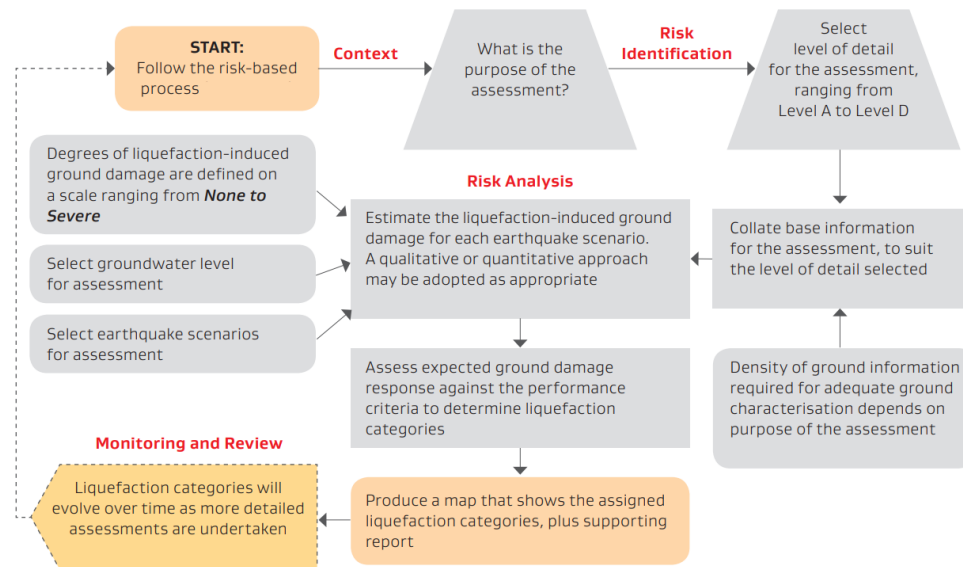 START:
Follow the risk-based
process
Context
What is the
purpose of the
assessment?
Risk
Identification
Select
level of detail
for the assessment,
ranging from
Level A to Level D
Degrees of liquefaction-induced
ground damage are defined on
a scale ranging from None to
Severe
Select groundwater level
for assessment
Select earthquake scenarios
for assessment
Risk Analysis
Estimate the liquefaction-induced ground
damage for each earthquake scenario.
A qualitative or quantitative approach
may be adopted as appropriate
Collate base information
for the assessment, to suit
the level of detail selected
Density of ground information
required for adequate ground
characterisation depends on
purpose of the assessment
Assess expected ground damage
response against the performance
criteria to determine liquefaction
categories
Produce a map that shows the assigned
liquefaction categories, plus supporting
report
Monitoring and Review
Liquefaction categories will
evolve over time as more detailed
assessments are undertaken